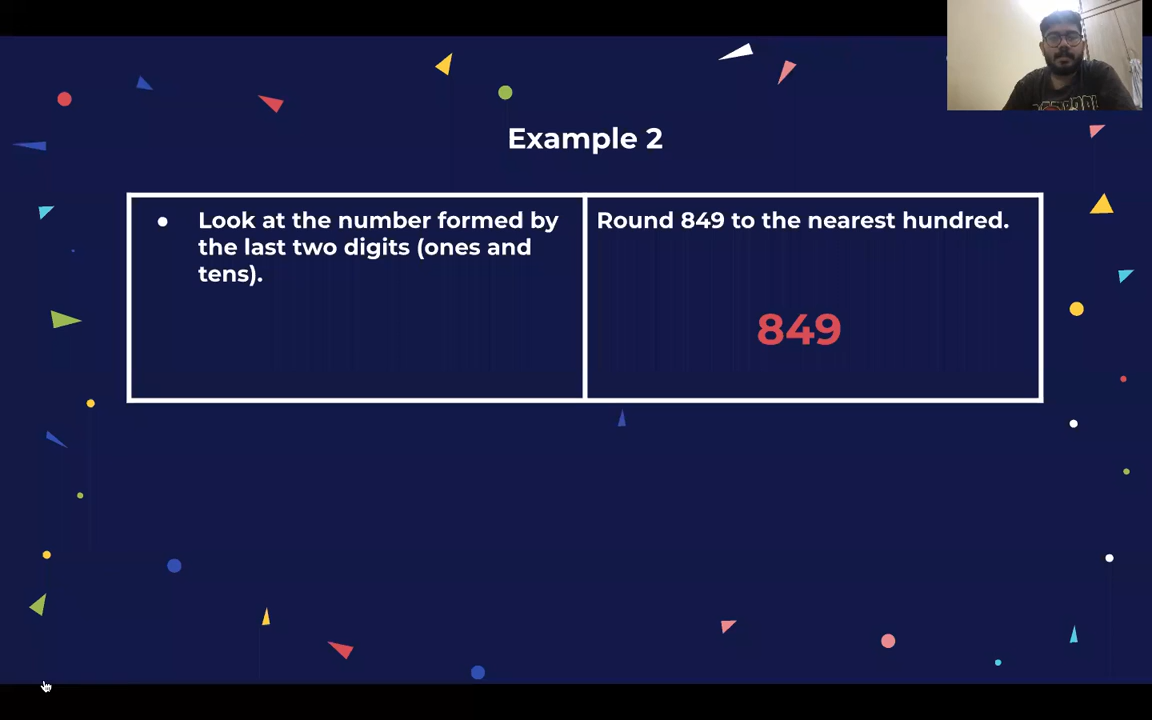 Example 2
● Look at the number formed by
the last two digits (ones and
tens).
Round 849 to the nearest hundred.
849